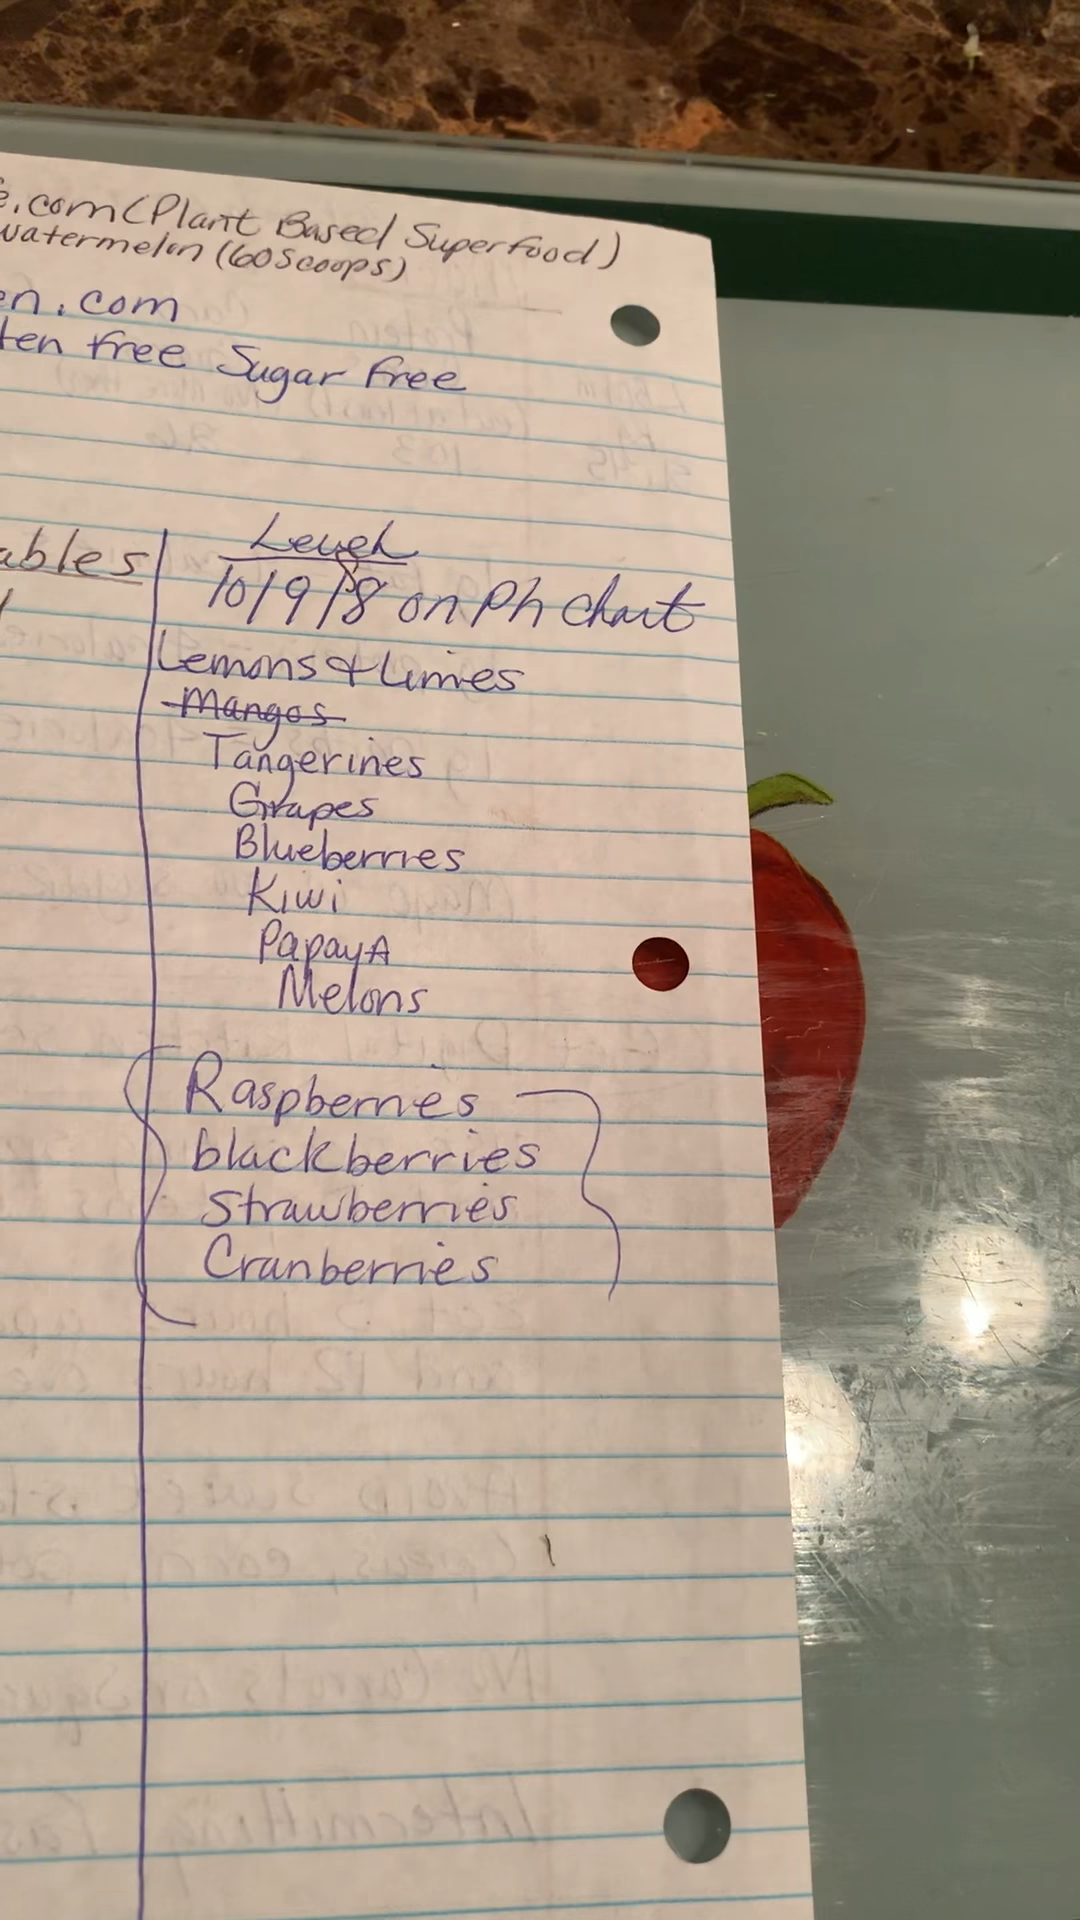 .com (Plant Based Superfood)
watermelon (60 Scoops)
en.com
ten free Sugar Free
ables
Level
10/9/8 on Ph chart
Lemons & Limes
Mangos
Tangerines
Grapes
Blueberries
Kiwi
PapayA
Melons
Raspberries
blackberries
Strawberries
Cranberries